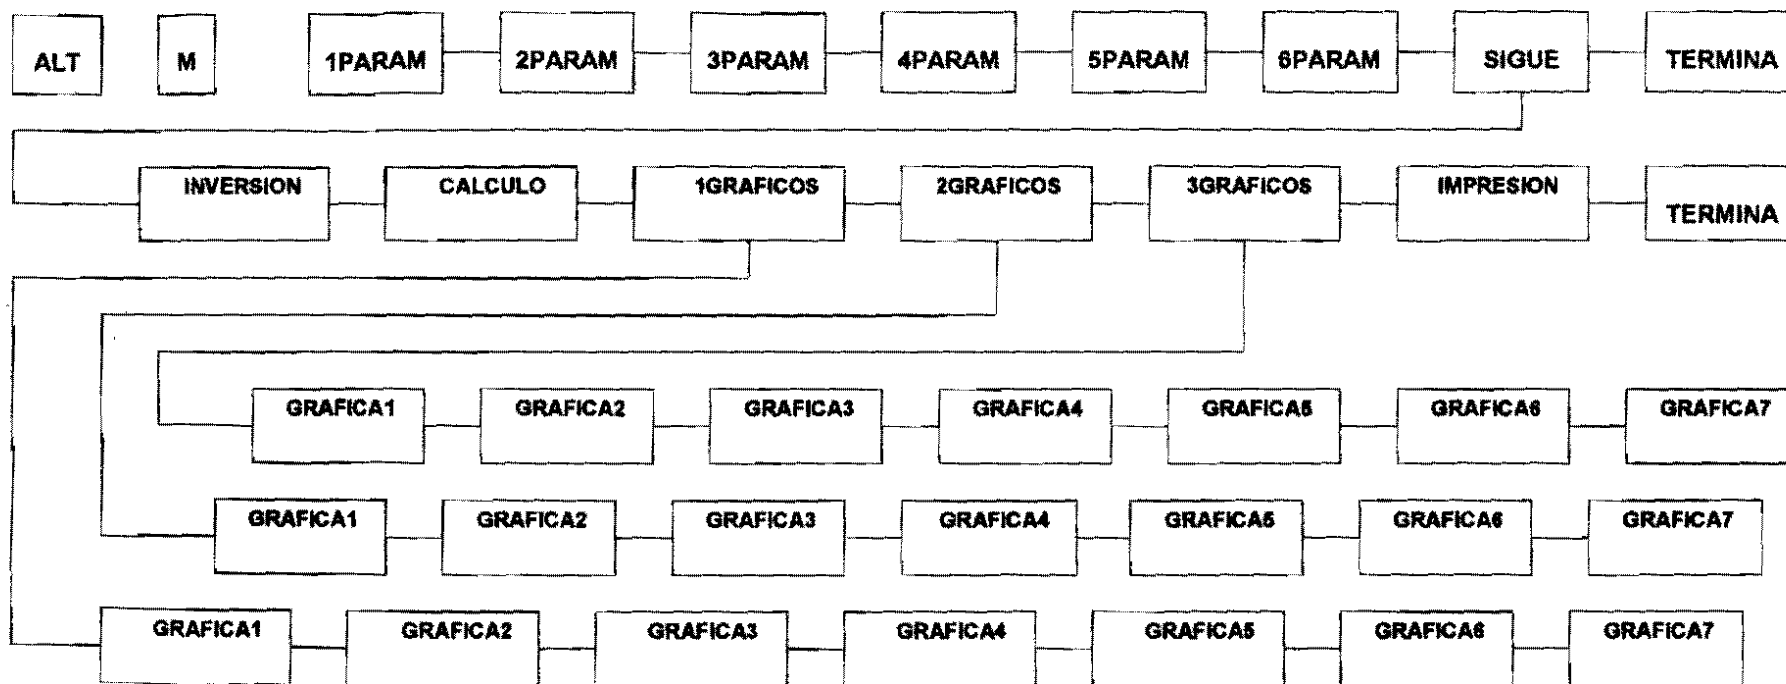 ALT M 1PARAM 2PARAM 3PARAM 4PARAM 5PARAM 6PARAM SIGUE TERMINA
INVERSION CALCULO 1GRAFICOS 2GRAFICOS 3GRAFICOS IMPRESION TERMINA
GRAFICA1 GRAFICA2 GRAFICA3 GRAFICA4 GRAFICA5 GRAFICA6 GRAFICA7
GRAFICA1 GRAFICA2 GRAFICA3 GRAFICA4 GRAFICA5 GRAFICA6 GRAFICA7
GRAFICA1 GRAFICA2 GRAFICA3 GRAFICA4 GRAFICA5 GRAFICA6 GRAFICA7